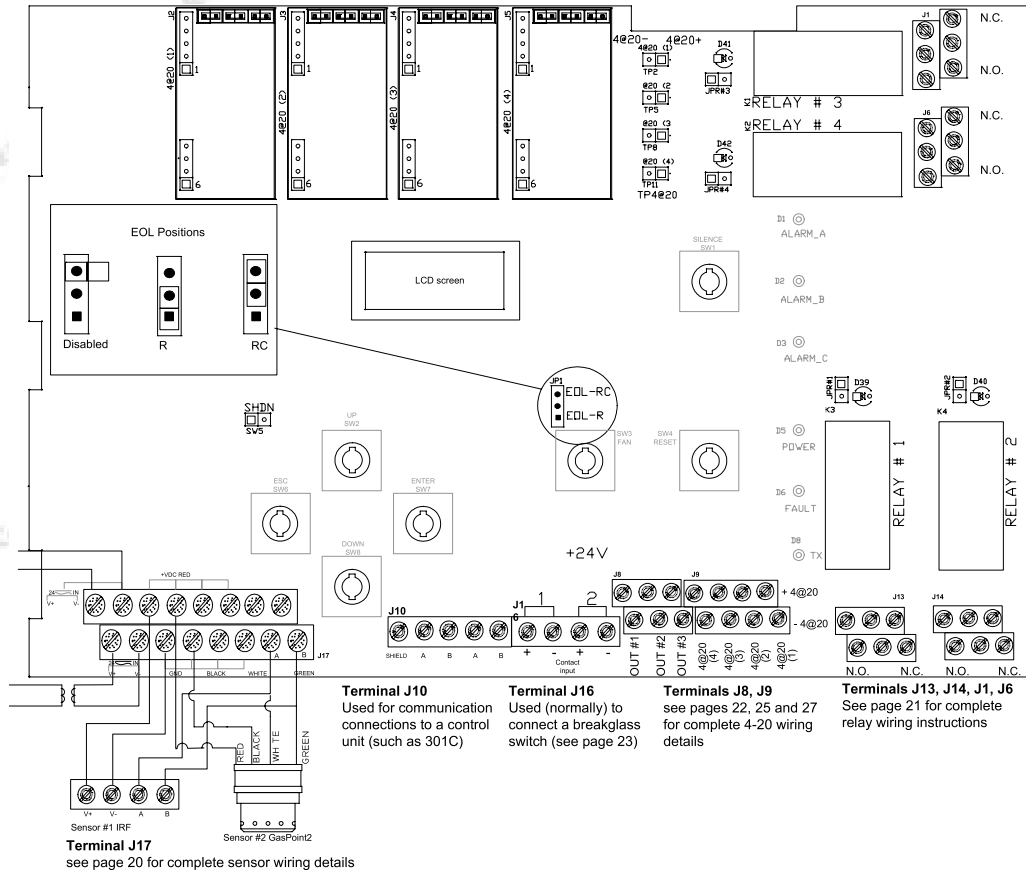 J2
4@20 (1)
1
6
J3
4@20 (2)
1
6
J4
4@20 (3)
1
6
J5
4@20 (4)
1
6
4@20- 4@20+
4@20 (1)
TP2
@20 (2
TP5
@20 (3
TP8
@20 (4)
TP11
TP4@20
D41
JPR#3
D42
JPR#4
K1
RELAY # 3
K2
RELAY # 4
J1
N.C.
N.O.
J6
N.C.
N.O.
EOL Positions
Disabled
R
RC
LCD screen
SILENCE
SW1
D1
ALARM_A
D2
ALARM_B
D3
ALARM_C
JP1
EOL-RC
EOL-R
SHDN
SW5
UP
SW2
SW3
FAN
SW4
RESET
D5
POWER
D6
FAULT
D8
TX
JPR#1
D39
K3
RELAY # 1
JPR#2
D40
K4
RELAY # 2
ESC
SW6
ENTER
SW7
DOWN
SW8
+24V
+VDC RED
24 IN
V+ V-
24 IN
V+ V-
GND BLACK WHITE GREEN
A B
J17
J10
SHIELD A B A B
J1
6
1 2
+ - + -
Contact
input
J8
J9
+ 4@20
- 4@20
OUT #1
OUT #2
OUT #3
4@20
(4)
4@20
(3)
4@20
(2)
4@20
(1)
J13
N.O. N.C.
J14
N.O. N.C.
RED
BLACK
WH TE
GREEN
V+ V- A B
Sensor #1 IRF
Sensor #2 GasPoint2
Terminal J17
see page 20 for complete sensor wiring details
Terminal J10
Used for communication
connections to a control
unit (such as 301C)
Terminal J16
Used (normally) to
connect a breakglass
switch (see page 23)
Terminals J8, J9
see pages 22, 25 and 27
for complete 4-20 wiring
details
Terminals J13, J14, J1, J6
See page 21 for complete
relay wiring instructions